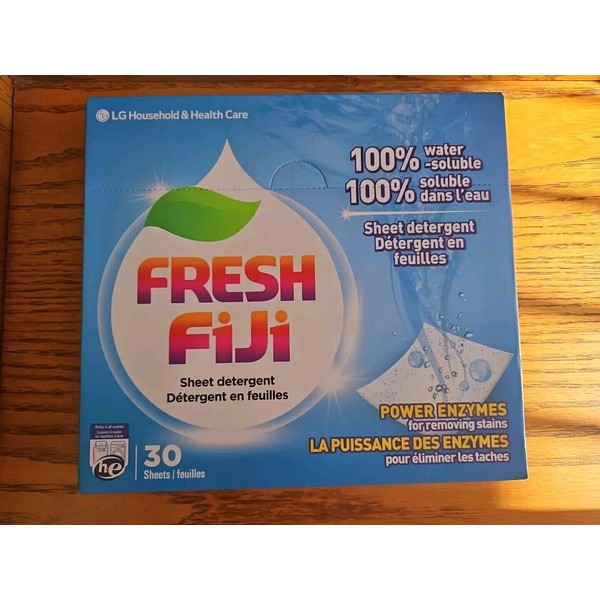 LG Household & Health Care
100% water
-soluble
100% soluble
dans l'eau
Sheet detergent
Détergent en
feuilles
FRESH
FiJi
Sheet detergent
Détergent en feuilles
POWER ENZYMES
for removing stains
LA PUISSANCE DES ENZYMES
pour éliminer les taches
he
30
Sheets / feuilles